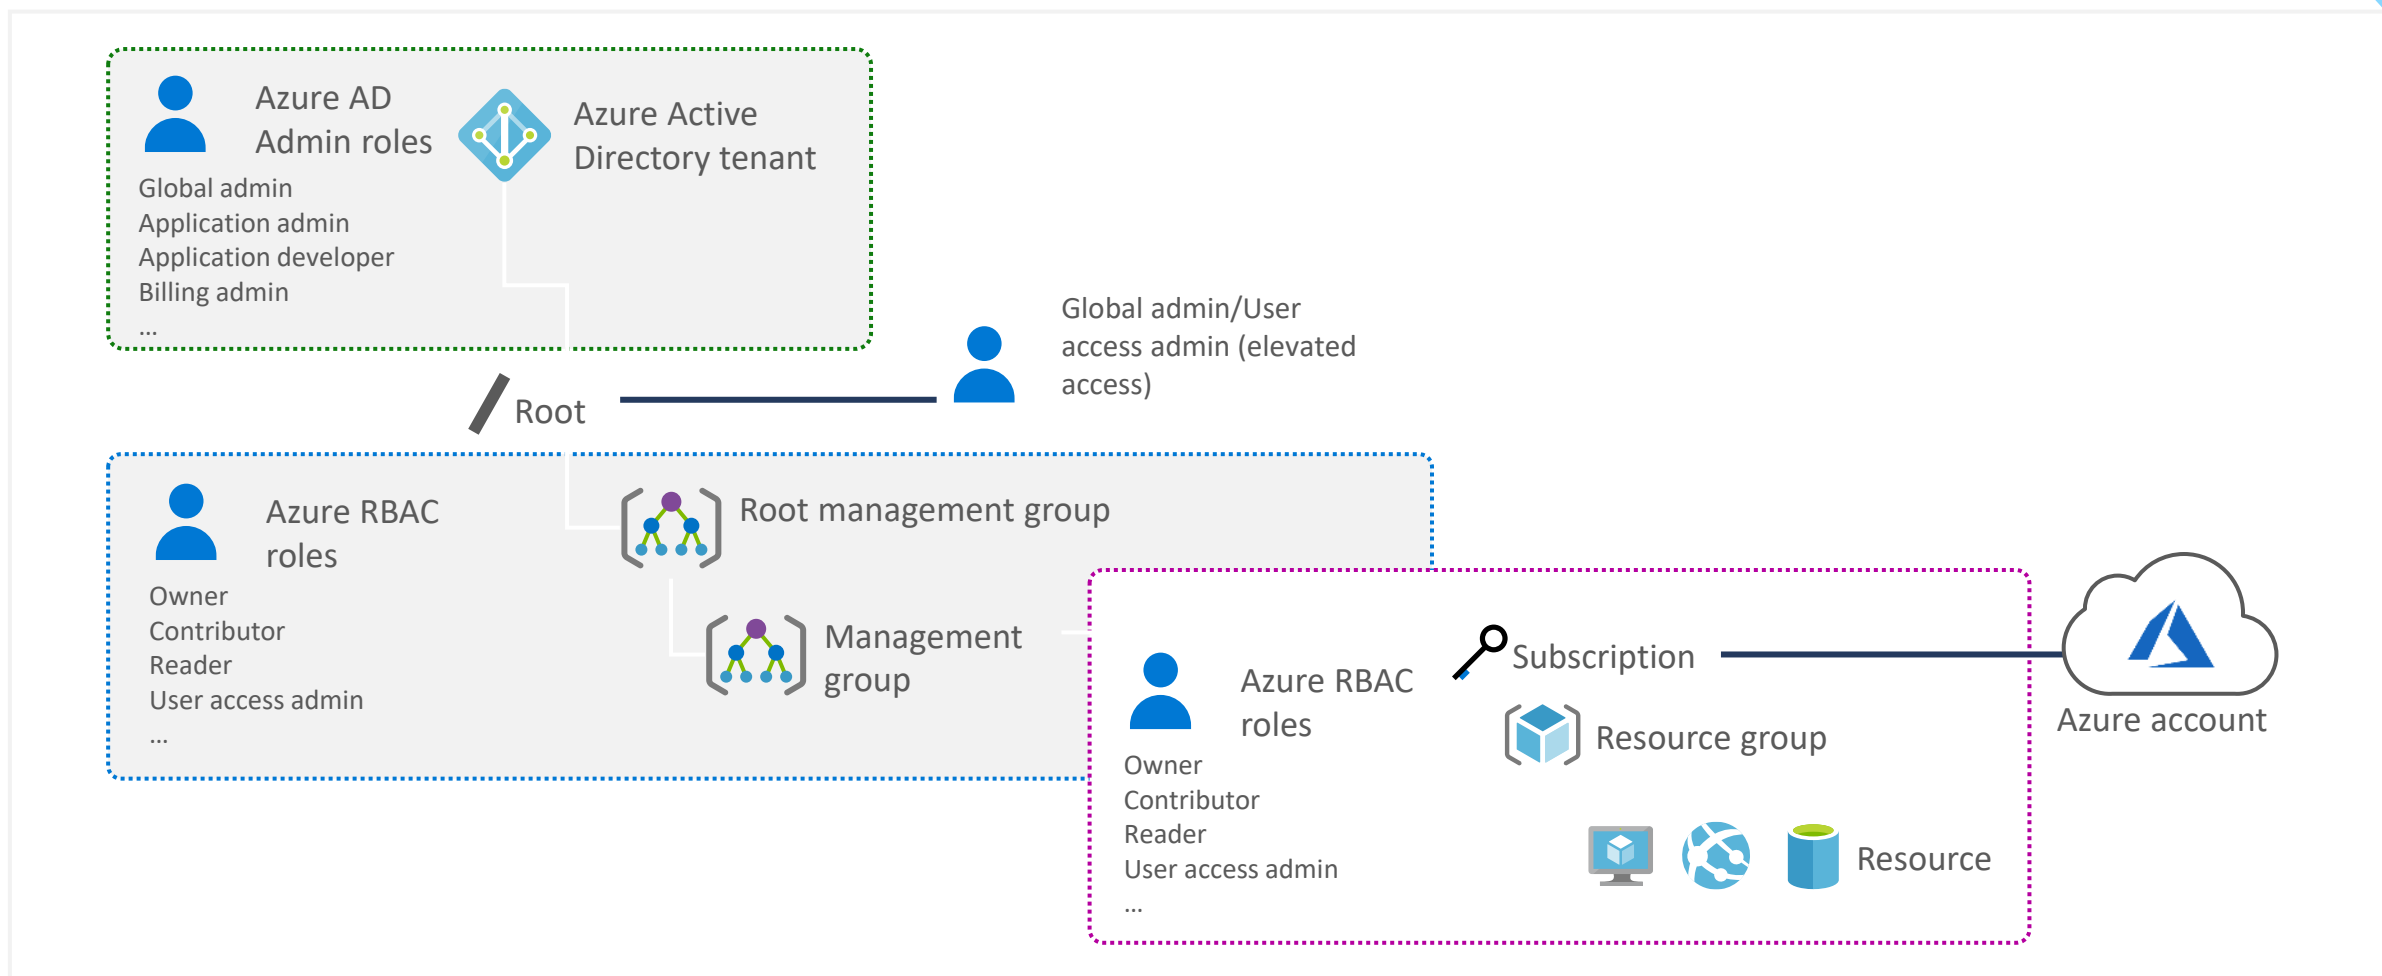 Azure AD
Admin roles
Global admin
Application admin
Application developer
Billing admin
...
Azure Active
Directory tenant
Root
Global admin/User
access admin (elevated
access)
Azure RBAC
roles
Owner
Contributor
Reader
User access admin
...
Root management group
Management
group
Azure RBAC
roles
Owner
Contributor
Reader
User access admin
...
Subscription
Resource group
Resource
Azure account